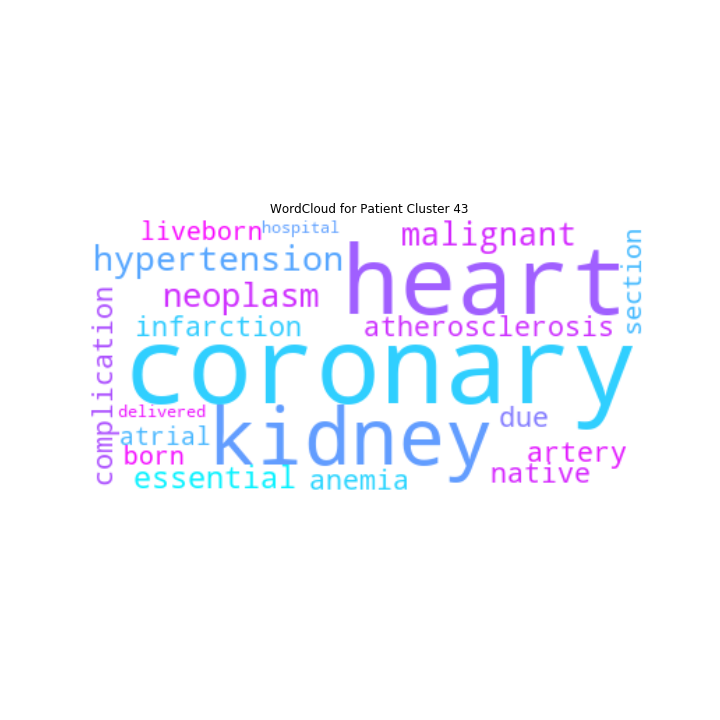 WordCloud for Patient Cluster 43
liveborn
hospital
malignant
section
hypertension
heart
neoplasm
complication
infarction
atherosclerosis
coronary
delivered
kidney
due
atrial
born
artery
native
essential
anemia